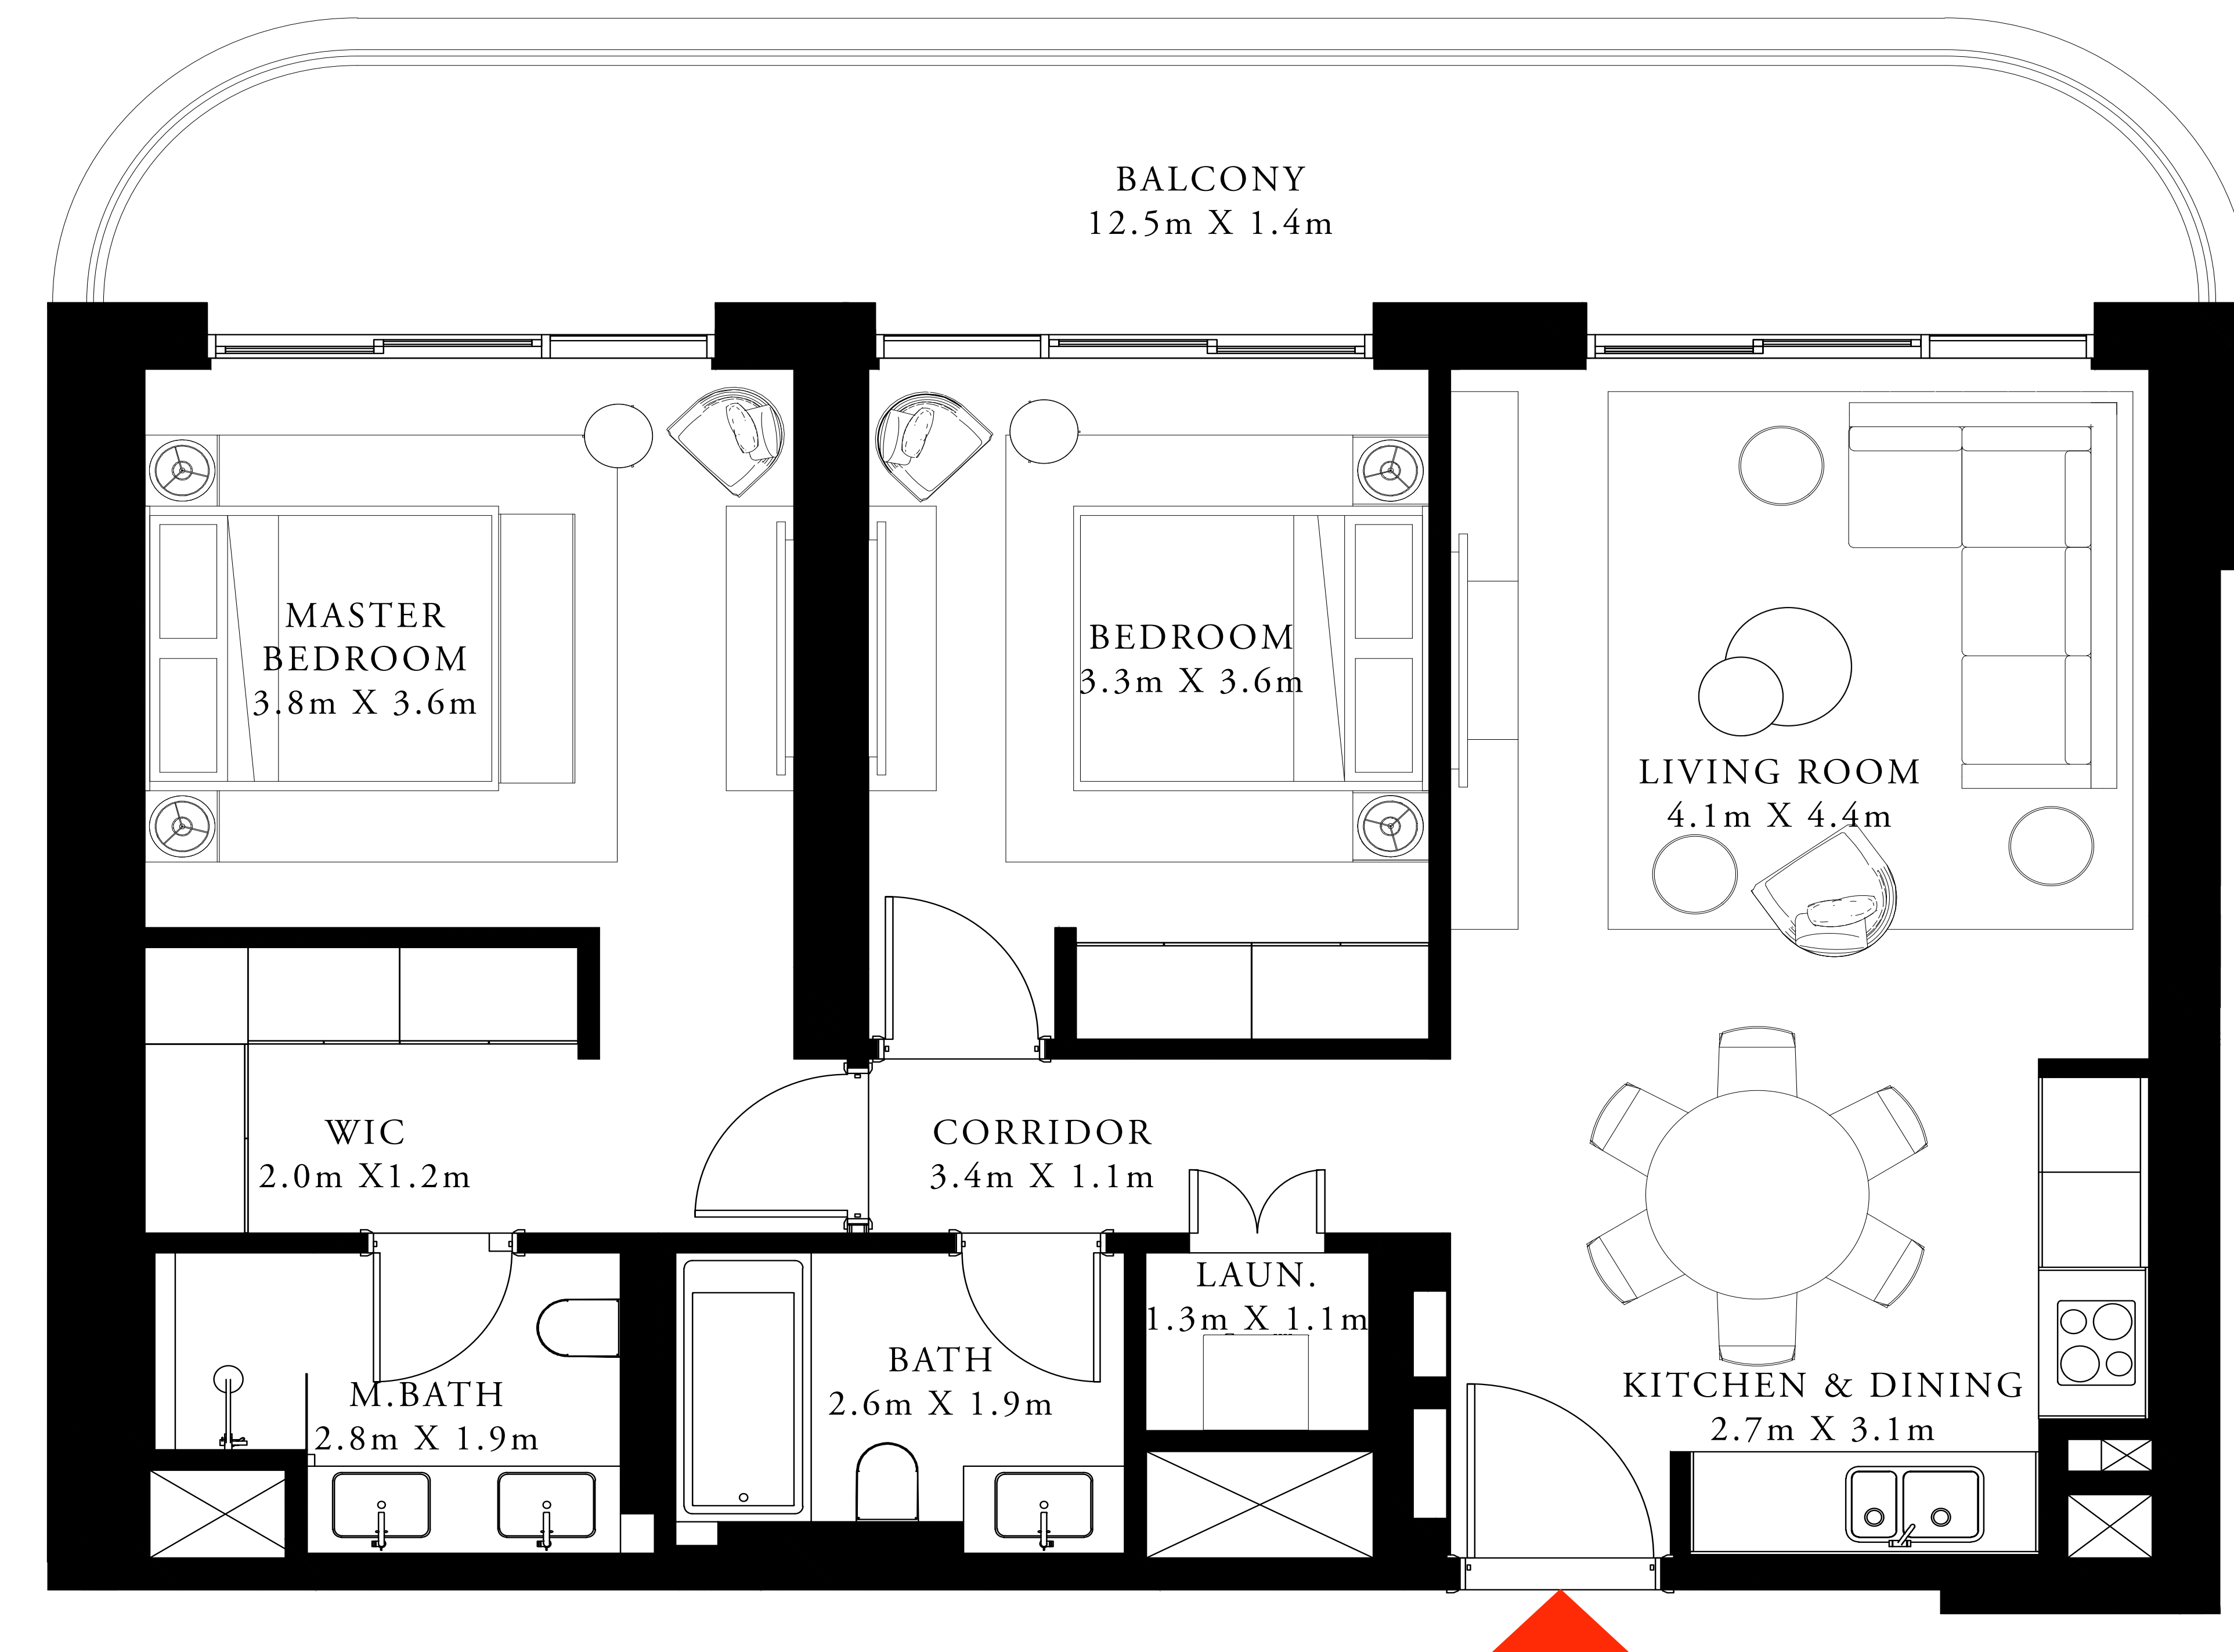 BALCONY
12.5m X 1.4m
MASTER
BEDROOM
3.8m X 3.6m
BEDROOM
3.3m X 3.6m
LIVING ROOM
4.1m X 4.4m
WIC
2.0m X1.2m
CORRIDOR
3.4m X 1.1m
LAUN.
1.3m X 1.1m
BATH
2.6m X 1.9m
M.BATH
2.8m X 1.9m
KITCHEN & DINING
2.7m X 3.1m